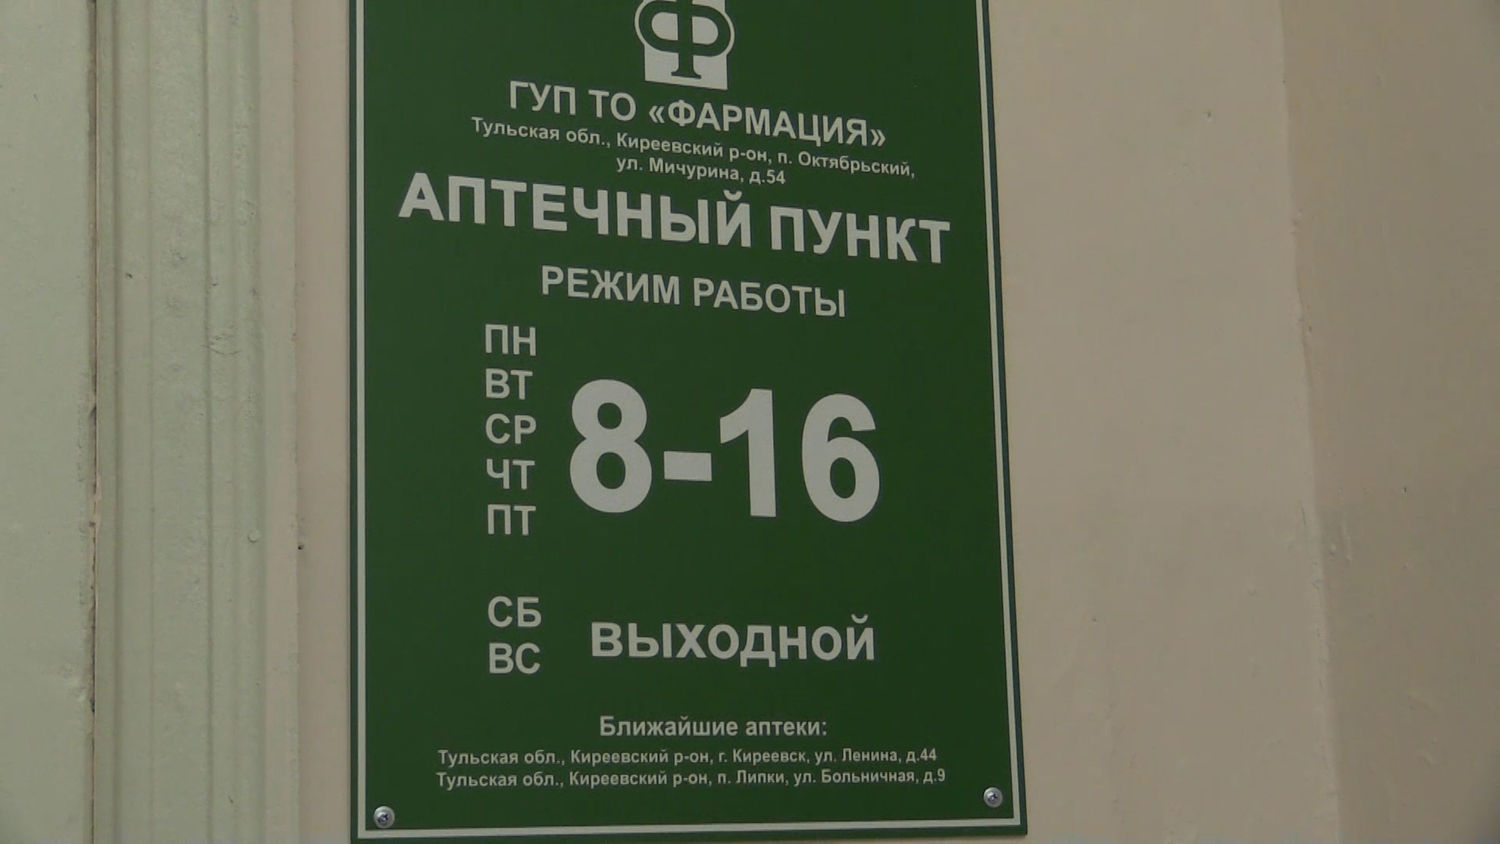 Ф
ГУП ТО «ФАРМАЦИЯ»
Тульская обл., Киреевский р-он, п. Октябрьский,
ул. Мичурина, д.54
АПТЕЧНЫЙ ПУНКТ
РЕЖИМ РАБОТЫ
ПН
ВТ
СР
ЧТ
ПТ
8-16
СБ
ВС
ВЫХОДНОЙ
Ближайшие аптеки:
Тульская обл., Киреевский р-он, г. Киреевск, ул. Ленина, д.44
Тульская обл., Киреевский р-он, п. Липки, ул. Больничная, д.9